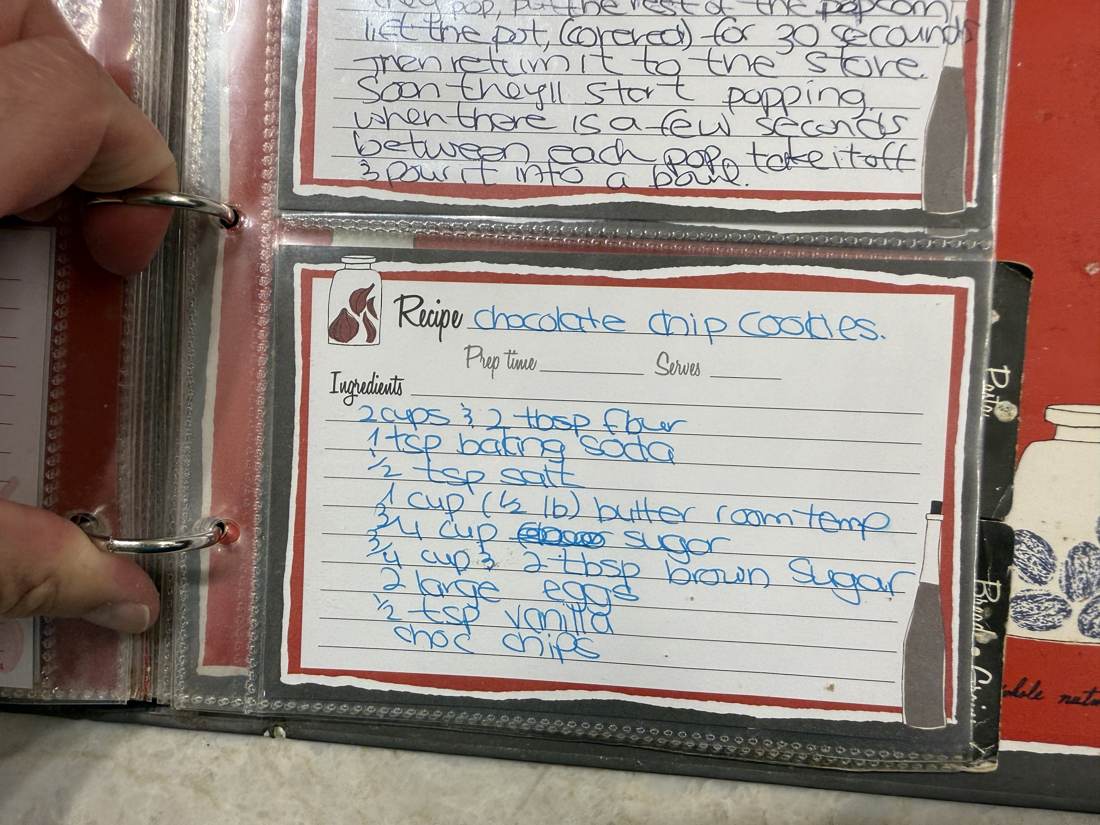 they pop, put the rest of the popcorn
lift the pot, (covered) for 30 secounds
Then return it to the stove.
Soon they'll start popping.
when there is a few seconds
between each pop, take it off
& pour it into a bowl.
Recipe chocolate chip cookies.
Prep time Serves
Ingredients
2 cups & 2 tbsp flour
1 tsp baking soda
1/2 tsp salt
1 cup (1/2 lb) butter room temp
3/4 cup sugar
3/4 cup & 2 tbsp brown sugar
2 large eggs
1/2 tsp vanilla
choc chips
Pasta